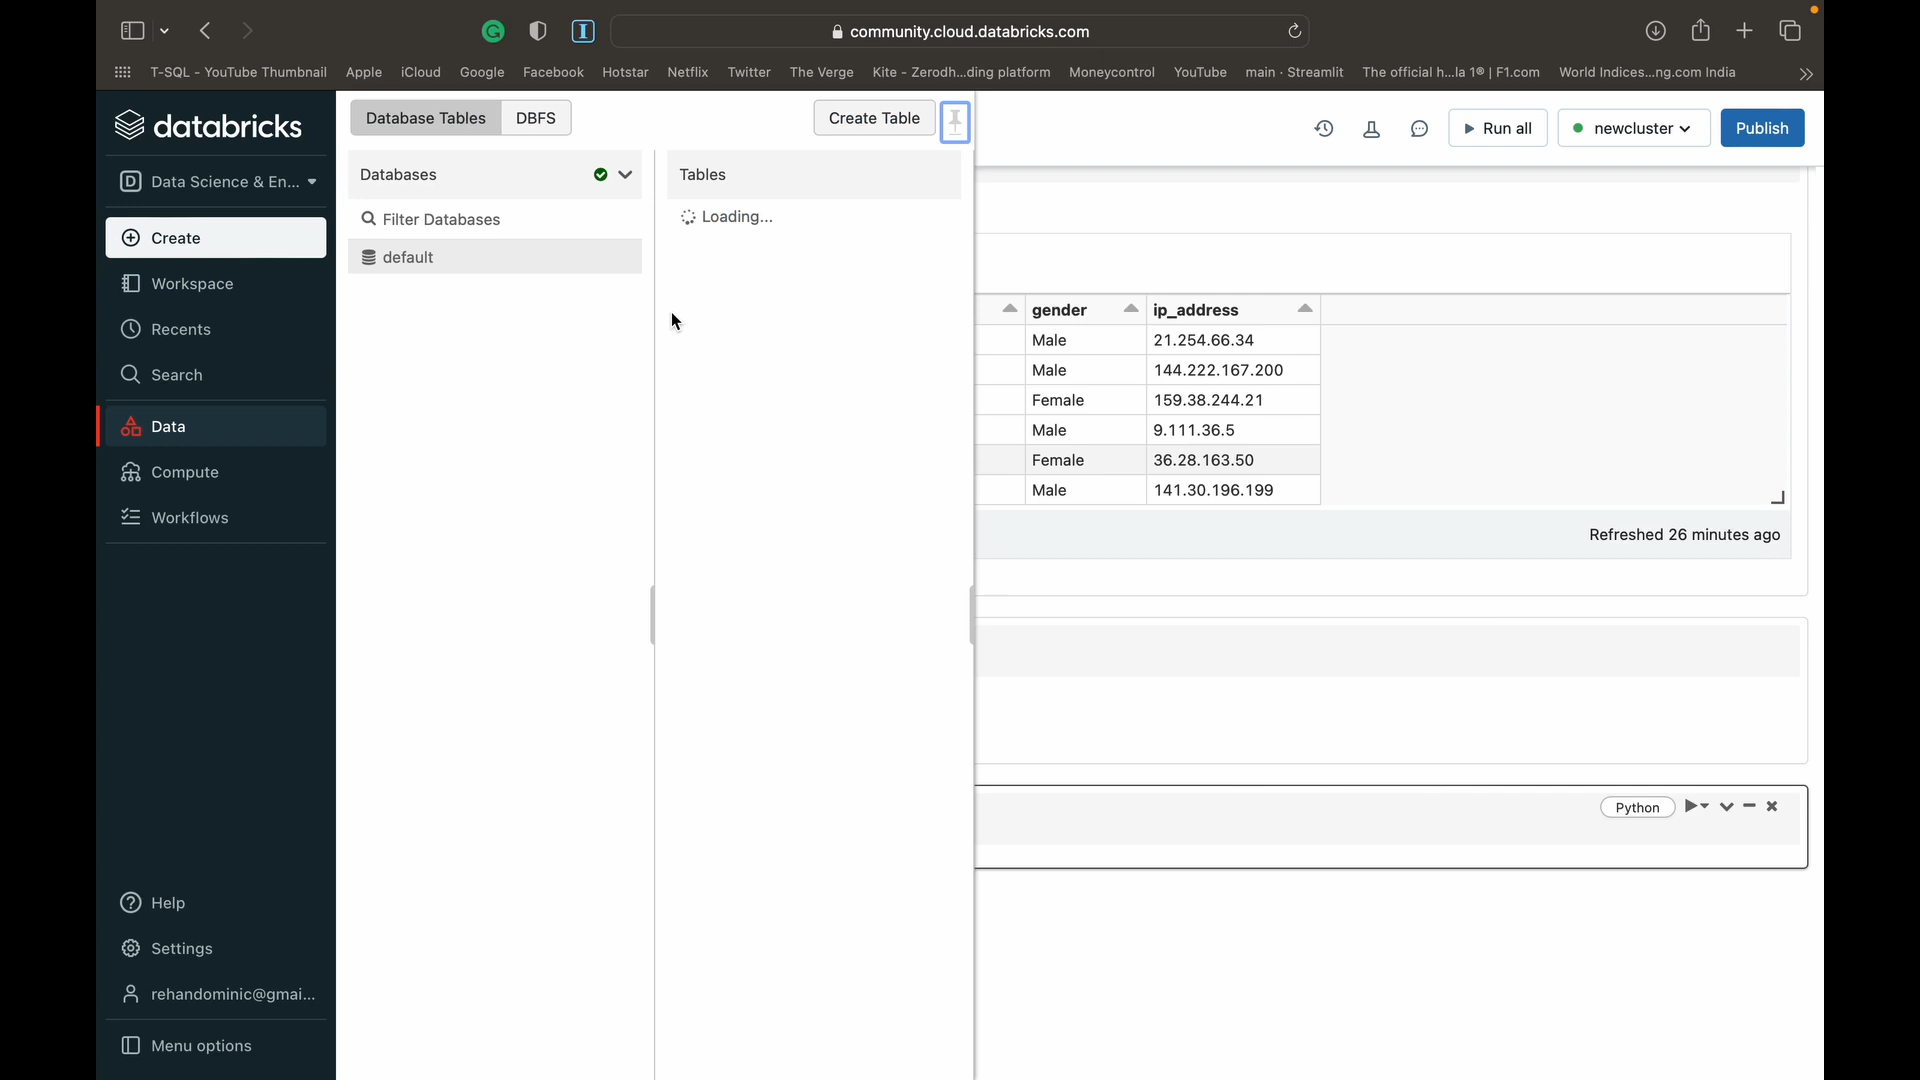 community.cloud.databricks.com
T-SQL - YouTube Thumbnail Apple iCloud Google Facebook Hotstar Netflix Twitter The Verge Kite - Zerodh...ding platform Moneycontrol YouTube main · Streamlit The official h...la 1® | F1.com World Indices...ng.com India
databricks
Data Science & En...
Create
Workspace
Recents
Search
Data
Compute
Workflows
Help
Settings
rehandominic@gmai...
Menu options
Database Tables DBFS Create Table
Databases
Filter Databases
default
Tables
Loading...
Run all newcluster Publish
gender ip_address
Male 21.254.66.34
Male 144.222.167.200
Female 159.38.244.21
Male 9.111.36.5
Female 36.28.163.50
Male 141.30.196.199
Refreshed 26 minutes ago
Python